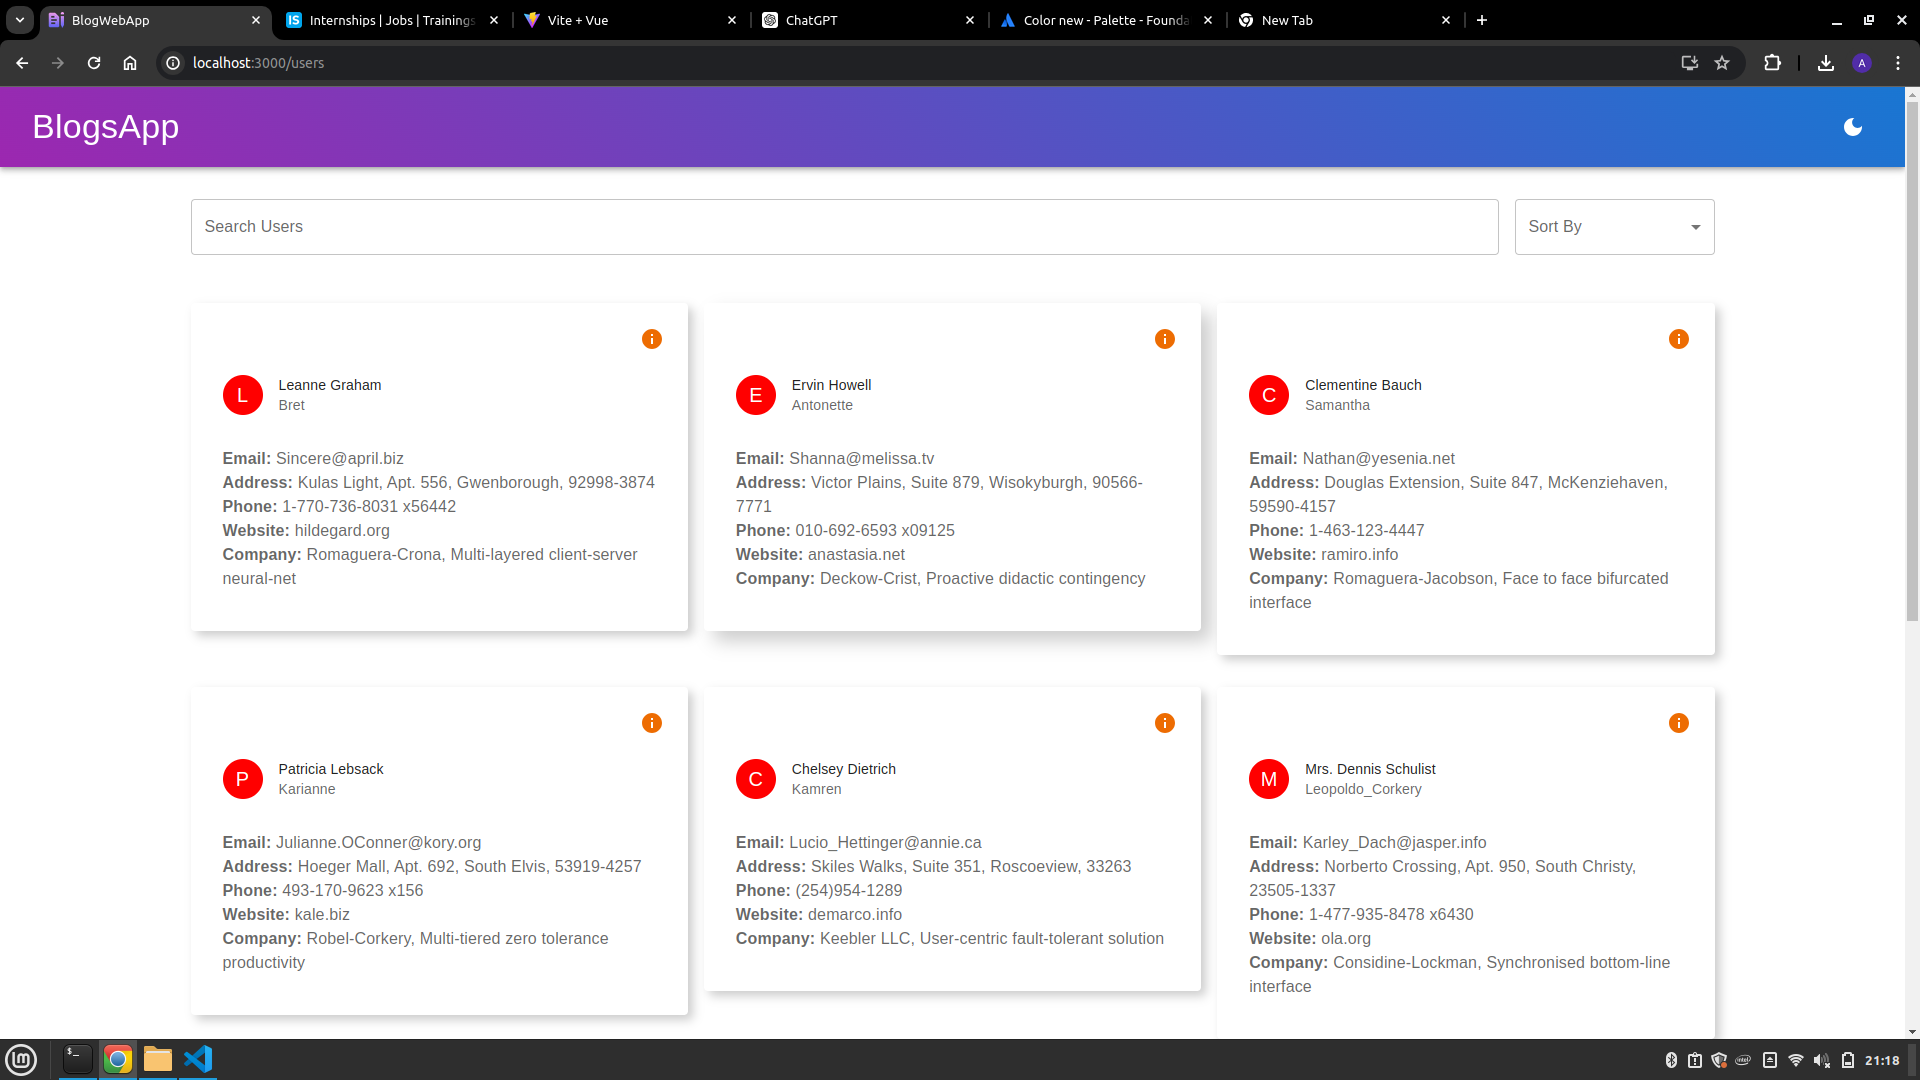 BlogWebApp
Internships | Jobs | Trainings
Vite + Vue
ChatGPT
Color new - Palette - Founda
New Tab
localhost:3000/users
A
BlogsApp
Search Users
Sort By
L
Leanne Graham
Bret
Email: Sincere@april.biz
Address: Kulas Light, Apt. 556, Gwenborough, 92998-3874
Phone: 1-770-736-8031 x56442
Website: hildegard.org
Company: Romaguera-Crona, Multi-layered client-server
neural-net
E
Ervin Howell
Antonette
Email: Shanna@melissa.tv
Address: Victor Plains, Suite 879, Wisokyburgh, 90566-
7771
Phone: 010-692-6593 x09125
Website: anastasia.net
Company: Deckow-Crist, Proactive didactic contingency
C
Clementine Bauch
Samantha
Email: Nathan@yesenia.net
Address: Douglas Extension, Suite 847, McKenziehaven,
59590-4157
Phone: 1-463-123-4447
Website: ramiro.info
Company: Romaguera-Jacobson, Face to face bifurcated
interface
P
Patricia Lebsack
Karianne
Email: Julianne.OConner@kory.org
Address: Hoeger Mall, Apt. 692, South Elvis, 53919-4257
Phone: 493-170-9623 x156
Website: kale.biz
Company: Robel-Corkery, Multi-tiered zero tolerance
productivity
C
Chelsey Dietrich
Kamren
Email: Lucio_Hettinger@annie.ca
Address: Skiles Walks, Suite 351, Roscoeview, 33263
Phone: (254)954-1289
Website: demarco.info
Company: Keebler LLC, User-centric fault-tolerant solution
M
Mrs. Dennis Schulist
Leopoldo_Corkery
Email: Karley_Dach@jasper.info
Address: Norberto Crossing, Apt. 950, South Christy,
23505-1337
Phone: 1-477-935-8478 x6430
Website: ola.org
Company: Considine-Lockman, Synchronised bottom-line
interface
21:18